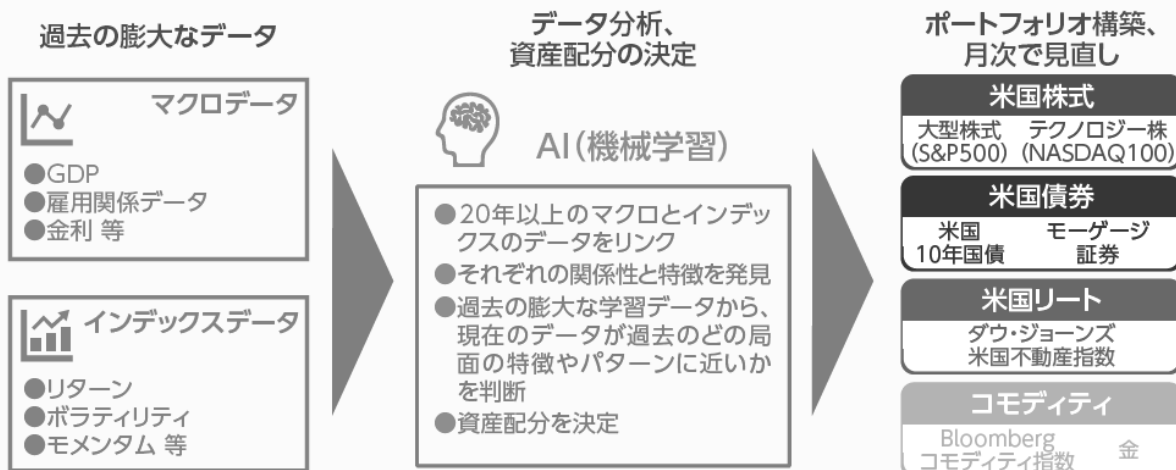 過去の膨大なデータ
マクロデータ
●GDP
●雇用関係データ
●金利 等
インデックスデータ
●リターン
●ボラティリティ
●モメンタム 等
データ分析、
資産配分の決定
AI(機械学習)
●20年以上のマクロとインデッ
クスのデータをリンク
●それぞれの関係性と特徴を発見
●過去の膨大な学習データから、
現在のデータが過去のどの局
面の特徴やパターンに近いか
を判断
●資産配分を決定
ポートフォリオ構築、
月次で見直し
米国株式
大型株式 テクノロジー株
(S&P500) (NASDAQ100)
米国債券
米国 モーゲージ
10年国債 証券
米国リート
ダウ・ジョーンズ
米国不動産指数
コモディティ
Bloomberg 金
コモディティ指数